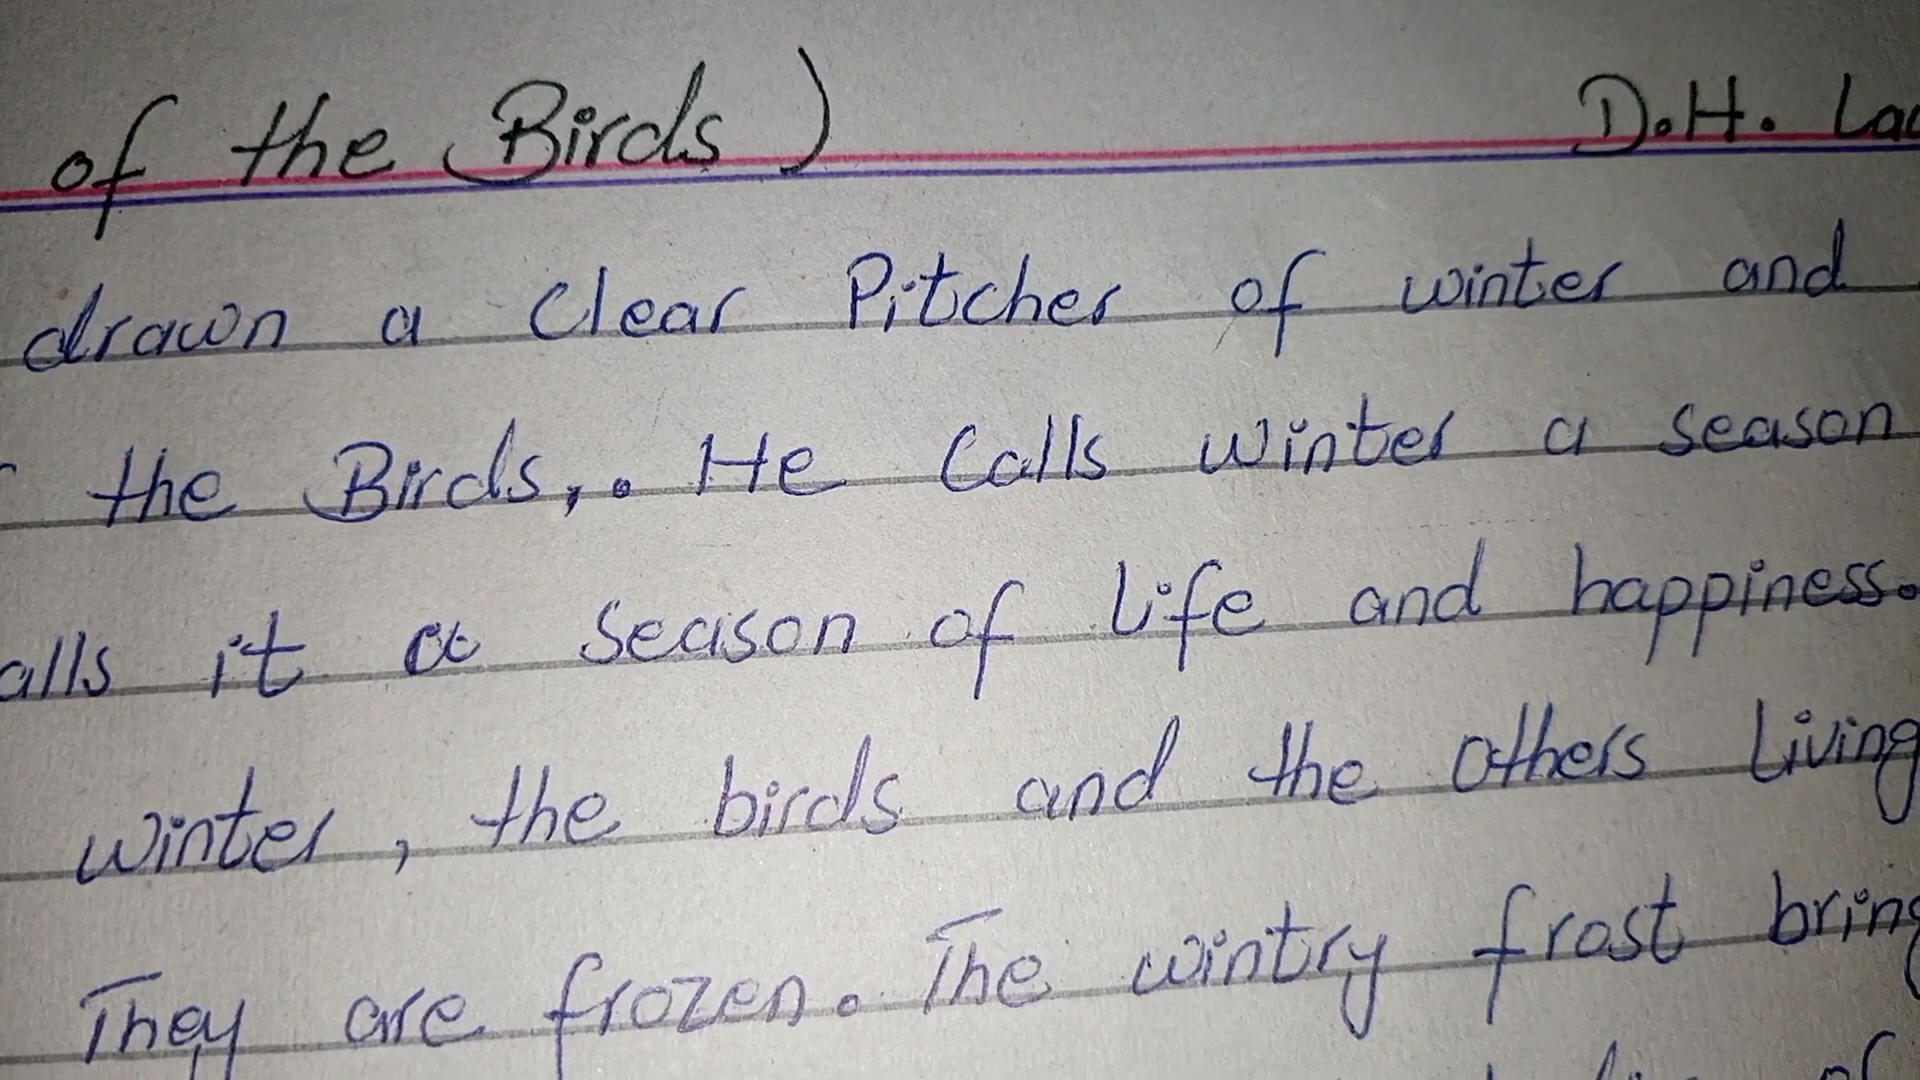 of the Birds) D.H. La
drawn a Clear Pitcher of winter and
the Birds,. He Calls winter a season
alls it a season of life and happiness.
winter, the birds and the others living
They are frozen. The wintry frost bring
of